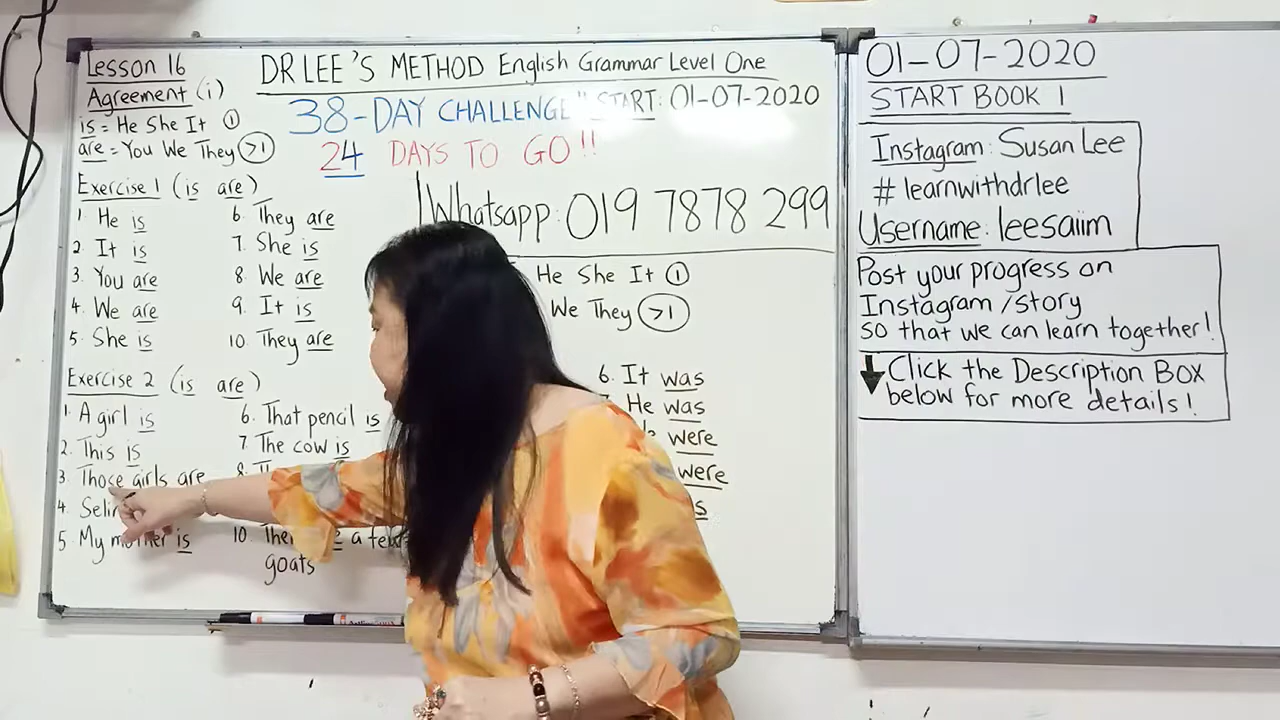 Lesson 16
Agreement (i)
is = He She It ①
are = You We They >1
DR LEE'S METHOD English Grammar Level One
38-DAY CHALLENGE" START: 01-07-2020
24 DAYS TO GO!!
Whatsapp: 019 7878 299
Exercise 1 (is are)
1. He is
2. It is
3. You are
4. We are
5. She is
6. They are
7. She is
8. We are
9. It is
10. They are
Exercise 2 (is are)
1. A girl is
2. This is
3. Those girls are
4.
5. My mother is
6. That pencil is
7. The cow is
8.
10. a few
goats
He She It ①
We They >1
6. It was
He was
were
were
01-07-2020
START BOOK 1
Instagram: Susan Lee
# learnwithdrlee
Username: leesaiim
Post your progress on
Instagram /story
so that we can learn together!
Click the Description Box
below for more details!